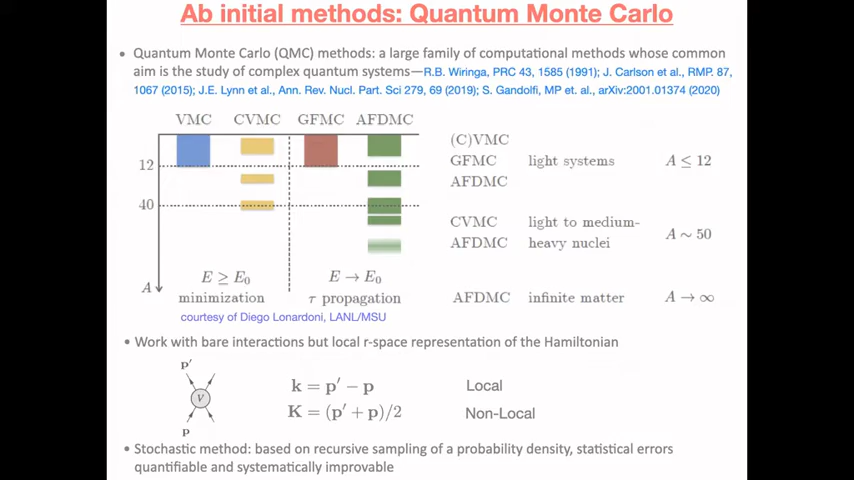 Ab initial methods: Quantum Monte Carlo
• Quantum Monte Carlo (QMC) methods: a large family of computational methods whose common
aim is the study of complex quantum systems—R.B. Wiringa, PRC 43, 1585 (1991); J. Carlson et al., RMP. 87,
1067 (2015); J.E. Lynn et al., Ann. Rev. Nucl. Part. Sci 279, 69 (2019); S. Gandolfi, MP et. al., arXiv:2001.01374 (2020)
VMC CVMC GFMC AFDMC
12
40
A
E ≥ E₀ E → E₀
minimization τ propagation
courtesy of Diego Lonardoni, LANL/MSU
(C)VMC
GFMC light systems A ≤ 12
AFDMC
CVMC light to medium-
AFDMC heavy nuclei A ∼ 50
AFDMC infinite matter A → ∞
• Work with bare interactions but local r-space representation of the Hamiltonian
p′
V
p
k = p′ − p Local
K = (p′ + p)/2 Non-Local
• Stochastic method: based on recursive sampling of a probability density, statistical errors
quantifiable and systematically improvable